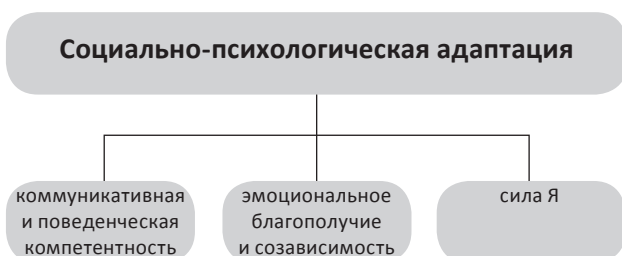 Социально-психологическая адаптация
коммуникативная
и поведенческая
компетентность
эмоциональное
благополучие
и созависимость
сила Я